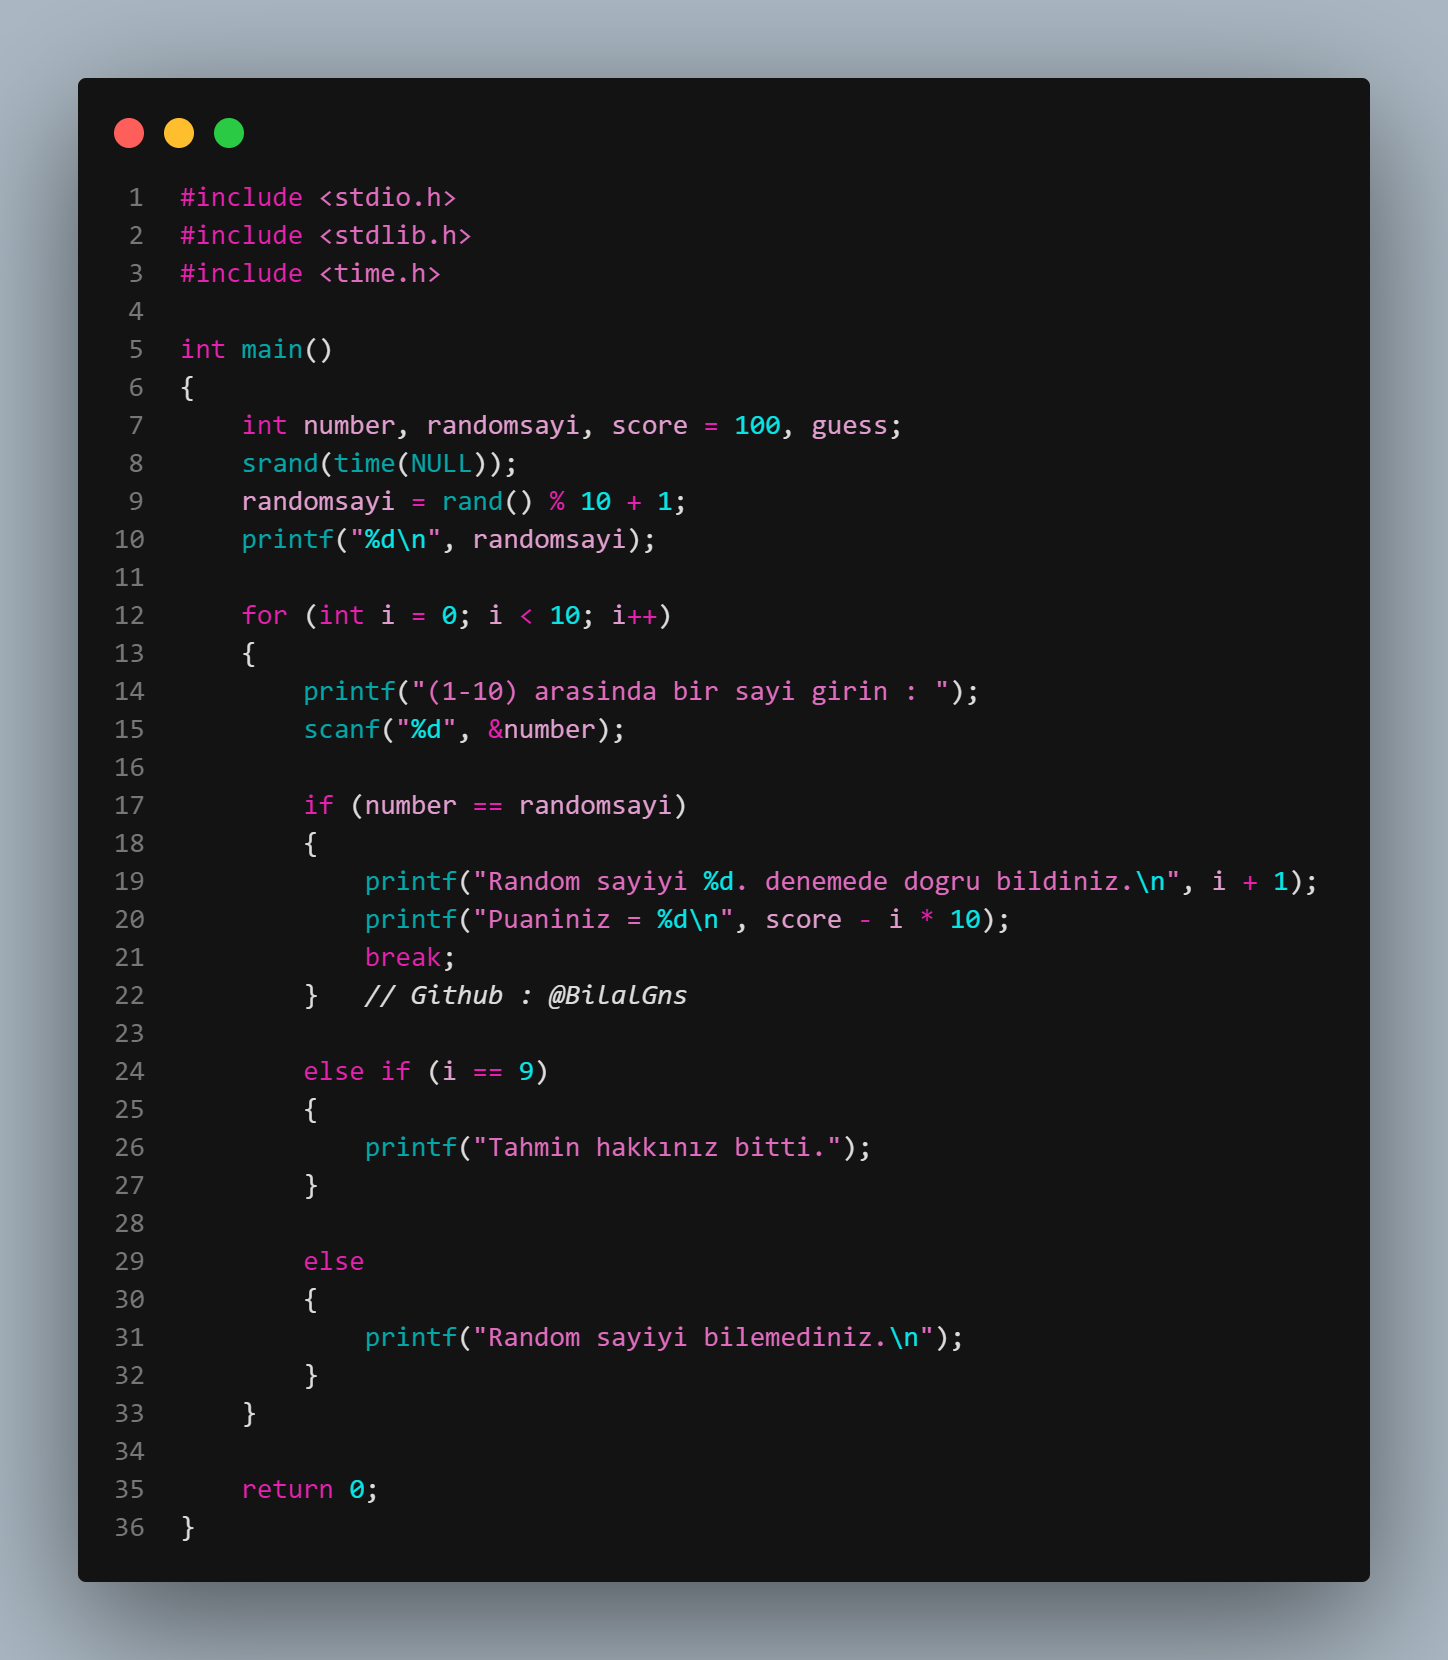 1 #include <stdio.h>
2 #include <stdlib.h>
3 #include <time.h>
4
5 int main()
6 {
7     int number, randomsayi, score = 100, guess;
8     srand(time(NULL));
9     randomsayi = rand() % 10 + 1;
10     printf("%d\n", randomsayi);
11
12     for (int i = 0; i < 10; i++)
13     {
14         printf("(1-10) arasinda bir sayi girin : ");
15         scanf("%d", &number);
16
17         if (number == randomsayi)
18         {
19             printf("Random sayiyi %d. denemede dogru bildiniz.\n", i + 1);
20             printf("Puaniniz = %d\n", score - i * 10);
21             break;
22         }   // Github : @BilalGns
23
24         else if (i == 9)
25         {
26             printf("Tahmin hakkınız bitti.");
27         }
28
29         else
30         {
31             printf("Random sayiyi bilemediniz.\n");
32         }
33     }
34
35     return 0;
36 }